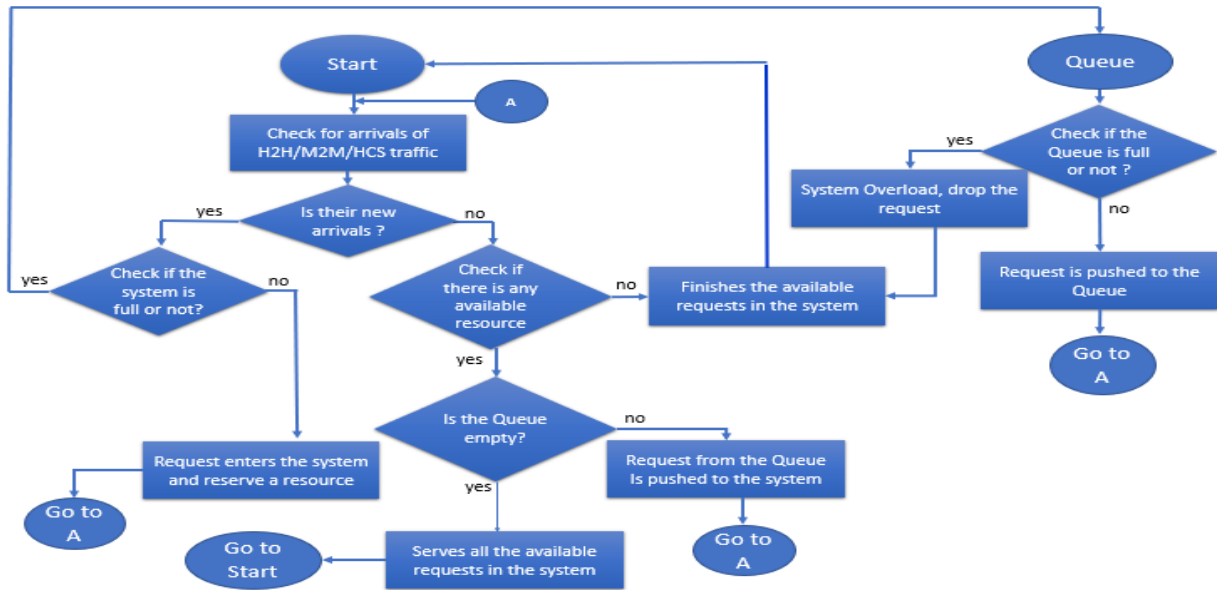 Start
Queue
A
Check for arrivals of
H2H/M2M/HCS traffic
yes
Check if the
Queue is full
or not ?
System Overload, drop the
request
no
yes
Is their new
arrivals ?
no
yes
Check if the
system is
full or not?
no
Check if
there is any
available
resource
no
Finishes the available
requests in the system
Request is pushed to the
Queue
Go to
A
yes
Is the Queue
empty?
no
Request enters the system
and reserve a resource
Request from the Queue
Is pushed to the system
yes
Go to
A
Go to
Start
Serves all the available
requests in the system
Go to
A